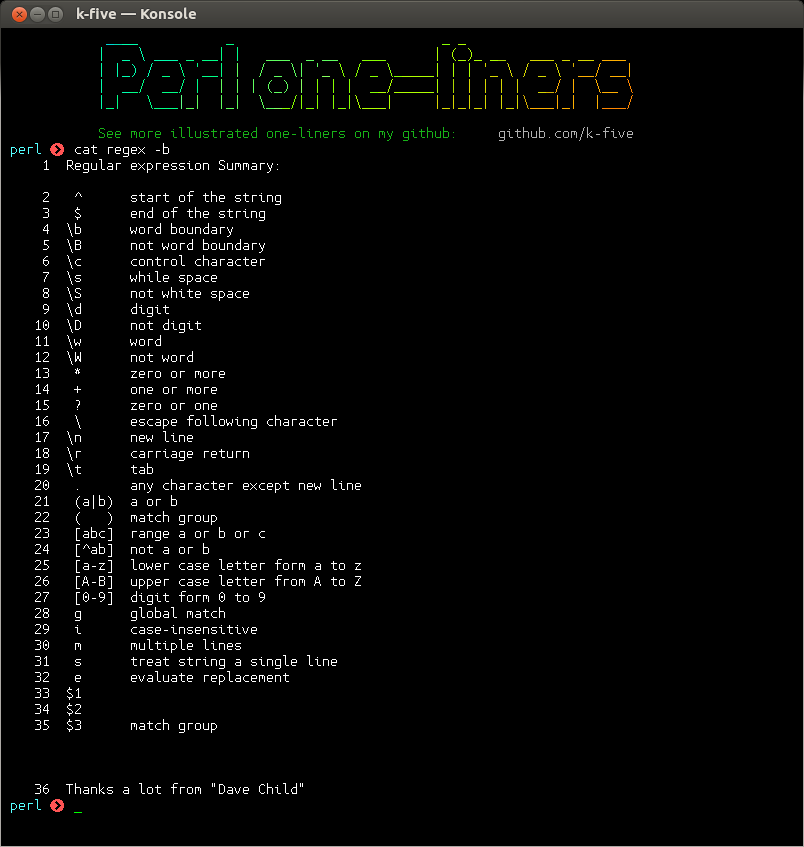 k-five — Konsole
Perl one-liners
See more illustrated one-liners on my github: github.com/k-five
perl cat regex -b
1 Regular expression Summary:
2 ^ start of the string
3 $ end of the string
4 \b word boundary
5 \B not word boundary
6 \c control character
7 \s while space
8 \S not white space
9 \d digit
10 \D not digit
11 \w word
12 \W not word
13 * zero or more
14 + one or more
15 ? zero or one
16 \ escape following character
17 \n new line
18 \r carriage return
19 \t tab
20 . any character except new line
21 (a|b) a or b
22 ( ) match group
23 [abc] range a or b or c
24 [^ab] not a or b
25 [a-z] lower case letter form a to z
26 [A-B] upper case letter from A to Z
27 [0-9] digit form 0 to 9
28 g global match
29 i case-insensitive
30 m multiple lines
31 s treat string a single line
32 e evaluate replacement
33 $1
34 $2
35 $3 match group
36 Thanks a lot from "Dave Child"
perl _